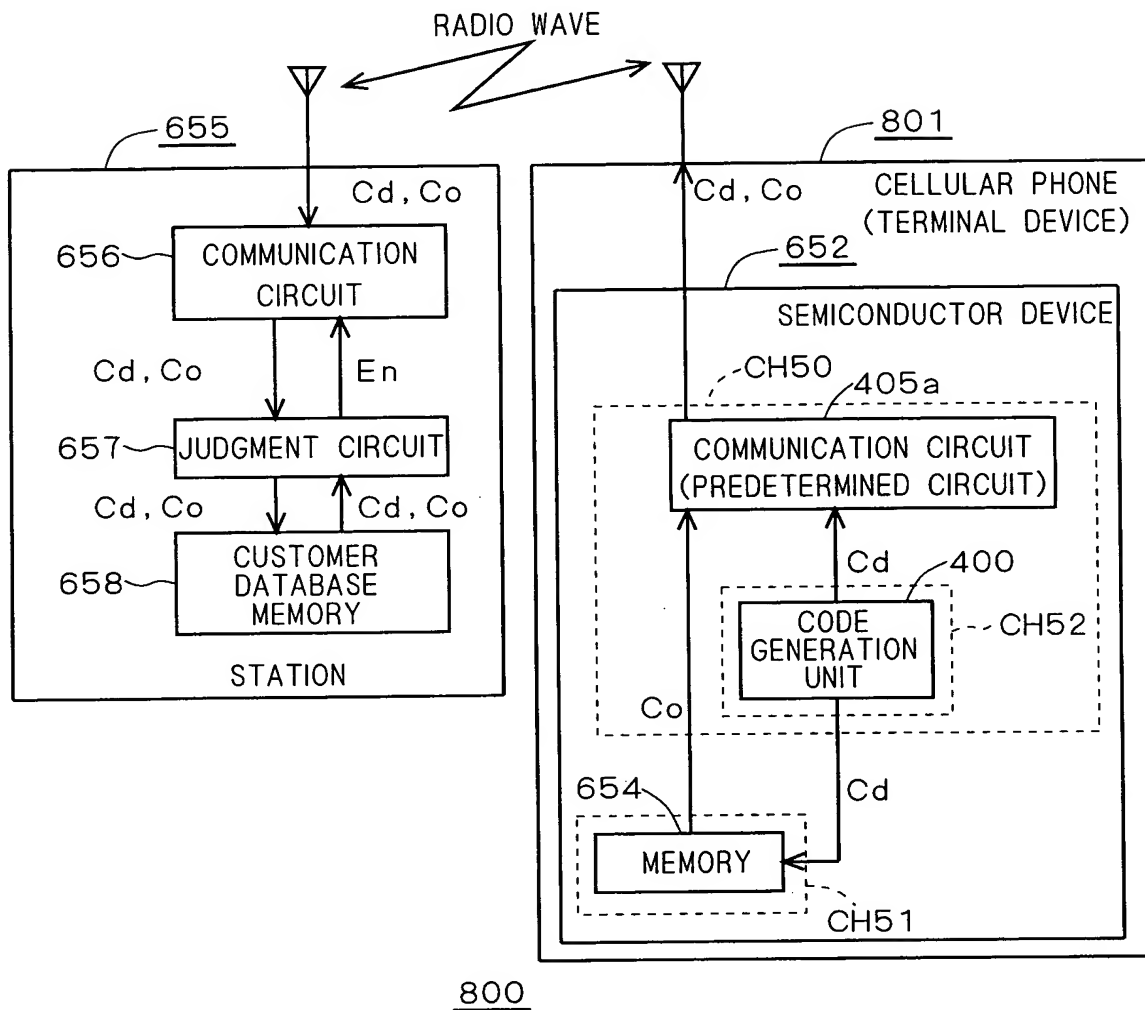 RADIO WAVE
655
Cd, Co
656
COMMUNICATION
CIRCUIT
Cd, Co
En
657
JUDGMENT CIRCUIT
Cd, Co
Cd, Co
658
CUSTOMER
DATABASE
MEMORY
STATION
801
Cd, Co
CELLULAR PHONE
(TERMINAL DEVICE)
652
SEMICONDUCTOR DEVICE
CH50
405a
COMMUNICATION CIRCUIT
(PREDETERMINED CIRCUIT)
Cd
400
CODE
GENERATION
UNIT
CH52
Co
Cd
654
MEMORY
CH51
800